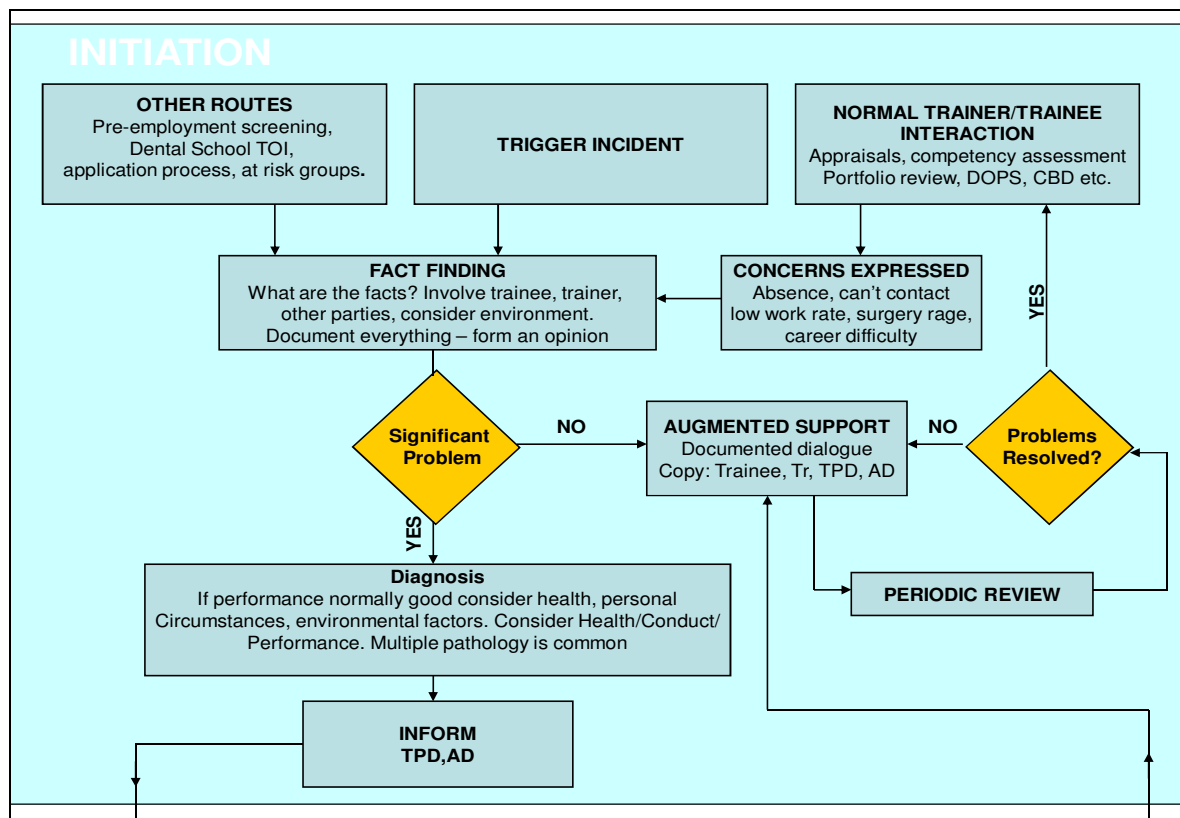 INITIATION
OTHER ROUTES
Pre-employment screening,
Dental School TOI,
application process, at risk groups.
TRIGGER INCIDENT
NORMAL TRAINER/TRAINEE
INTERACTION
Appraisals, competency assessment
Portfolio review, DOPS, CBD etc.
FACT FINDING
What are the facts? Involve trainee, trainer,
other parties, consider environment.
Document everything – form an opinion
CONCERNS EXPRESSED
Absence, can't contact
low work rate, surgery rage,
career difficulty
YES
Significant
Problem
NO
AUGMENTED SUPPORT
Documented dialogue
Copy: Trainee, Tr, TPD, AD
NO
Problems
Resolved?
YES
Diagnosis
If performance normally good consider health, personal
Circumstances, environmental factors. Consider Health/Conduct/
Performance. Multiple pathology is common
PERIODIC REVIEW
INFORM
TPD,AD